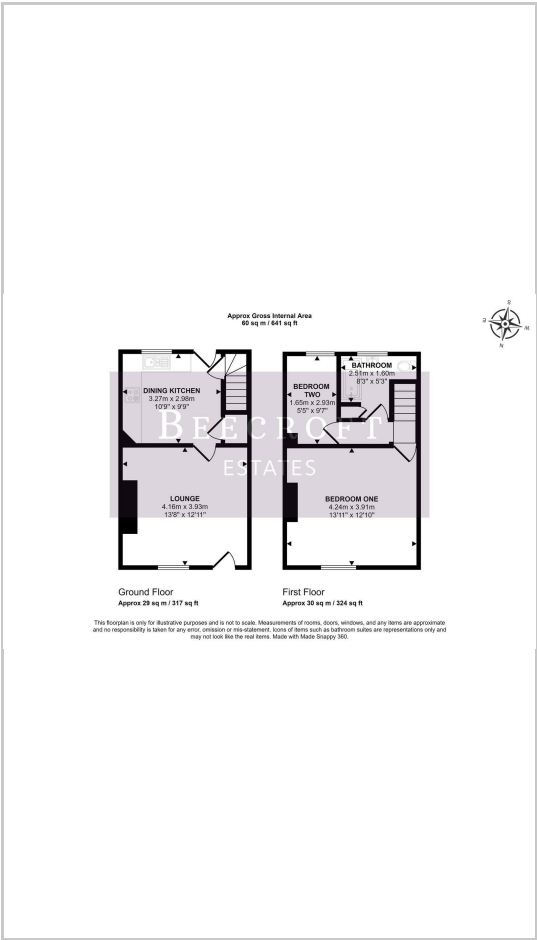 Approx Gross Internal Area
60 sq m / 641 sq ft
S
E
W
N
DINING KITCHEN
3.27m x 2.98m
10'9" x 9'9"
LOUNGE
4.16m x 3.93m
13'8" x 12'11"
BEDROOM
TWO
1.65m x 2.93m
5'5" x 9'7"
BATHROOM
2.51m x 1.60m
8'3" x 5'3"
BEDROOM ONE
4.24m x 3.91m
13'11" x 12'10"
BEECROFT
ESTATES
Ground Floor
Approx 29 sq m / 317 sq ft
First Floor
Approx 30 sq m / 324 sq ft
This floorplan is only for illustrative purposes and is not to scale. Measurements of rooms, doors, windows, and any items are approximate
and no responsibility is taken for any error, omission or mis-statement. Icons of items such as bathroom suites are representations only and
may not look like the real items. Made with Made Snappy 360.